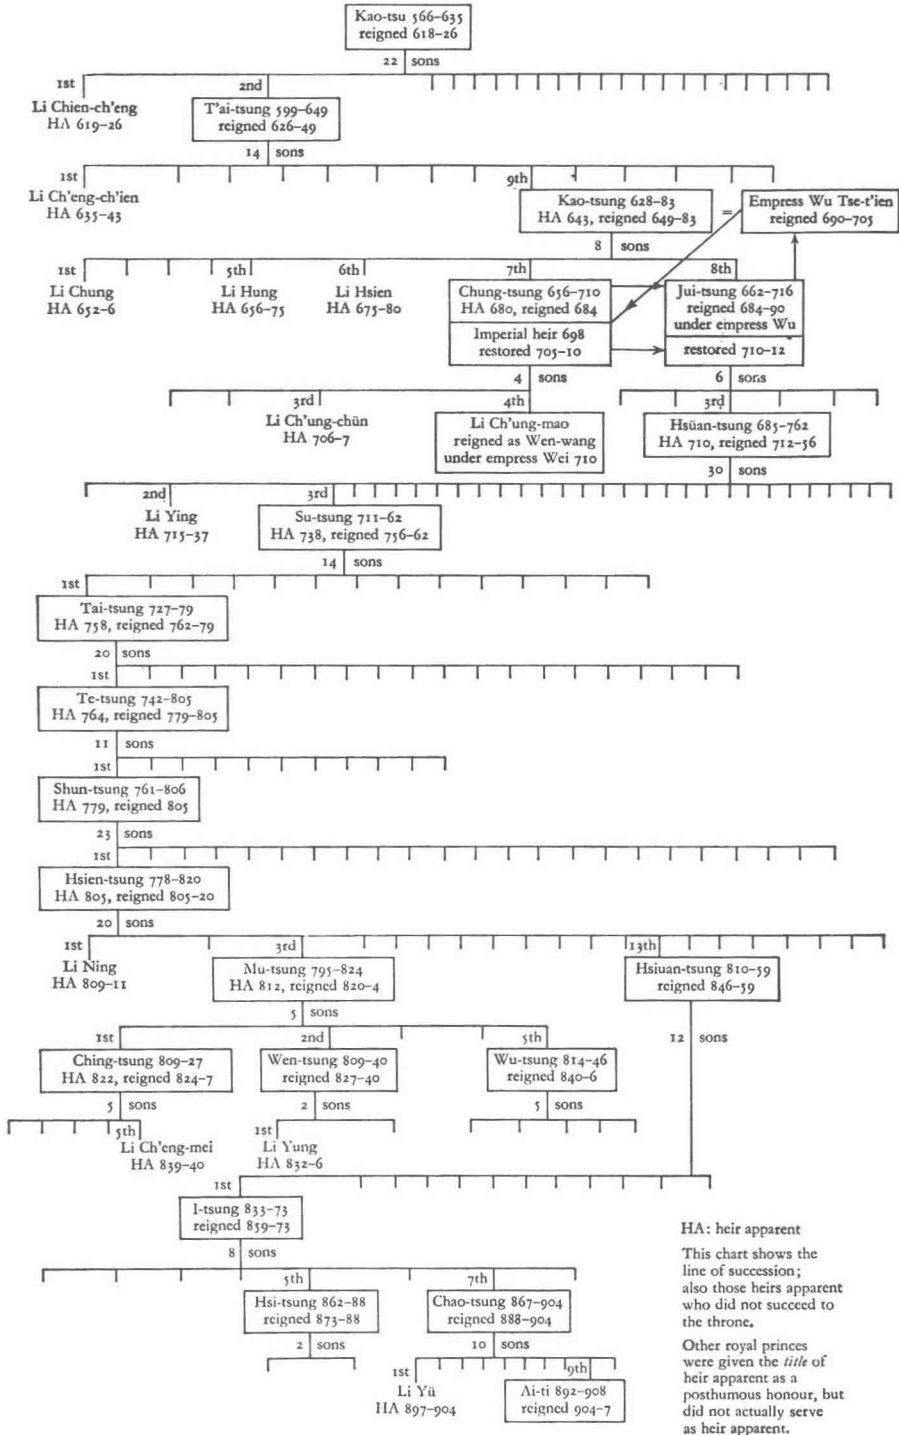 Kao-tsu 566–635
reigned 618–26
22 sons
1st
2nd
Li Chien-ch'eng
HA 619–26
T'ai-tsung 599–649
reigned 626–49
14 sons
1st
9th
Li Ch'eng-ch'ien
HA 635–43
Kao-tsung 628–83
HA 643, reigned 649–83
=
Empress Wu Tse-t'ien
reigned 690–705
8 sons
1st
5th
6th
7th
8th
Li Chung
HA 652–6
Li Hung
HA 656–75
Li Hsien
HA 675–80
Chung-tsung 656–710
HA 680, reigned 684
Imperial heir 698
restored 705–10
Jui-tsung 662–716
reigned 684–90
under empress Wu
restored 710–12
4 sons
6 sons
3rd
4th
3rd
Li Ch'ung-chün
HA 706–7
Li Ch'ung-mao
reigned as Wen-wang
under empress Wei 710
Hsüan-tsung 685–762
HA 710, reigned 712–56
30 sons
2nd
3rd
Li Ying
HA 715–37
Su-tsung 711–62
HA 738, reigned 756–62
14 sons
1st
Tai-tsung 727–79
HA 758, reigned 762–79
20 sons
1st
Te-tsung 742–805
HA 764, reigned 779–805
11 sons
1st
Shun-tsung 761–806
HA 779, reigned 805
23 sons
1st
Hsien-tsung 778–820
HA 805, reigned 805–20
20 sons
1st
3rd
13th
Li Ning
HA 809–11
Mu-tsung 795–824
HA 812, reigned 820–4
Hsiuan-tsung 810–59
reigned 846–59
5 sons
12 sons
1st
2nd
5th
Ching-tsung 809–27
HA 822, reigned 824–7
Wen-tsung 809–40
reigned 827–40
Wu-tsung 814–46
reigned 840–6
5 sons
2 sons
5 sons
5th
1st
Li Ch'eng-mei
HA 839–40
Li Yung
HA 832–6
1st
I-tsung 833–73
reigned 859–73
8 sons
5th
7th
Hsi-tsung 862–88
reigned 873–88
Chao-tsung 867–904
reigned 888–904
2 sons
10 sons
1st
9th
Li Yü
HA 897–904
Ai-ti 892–908
reigned 904–7
HA: heir apparent
This chart shows the
line of succession;
also those heirs apparent
who did not succeed to
the throne.
Other royal princes
were given the title of
heir apparent as a
posthumous honour, but
did not actually serve
as heir apparent.